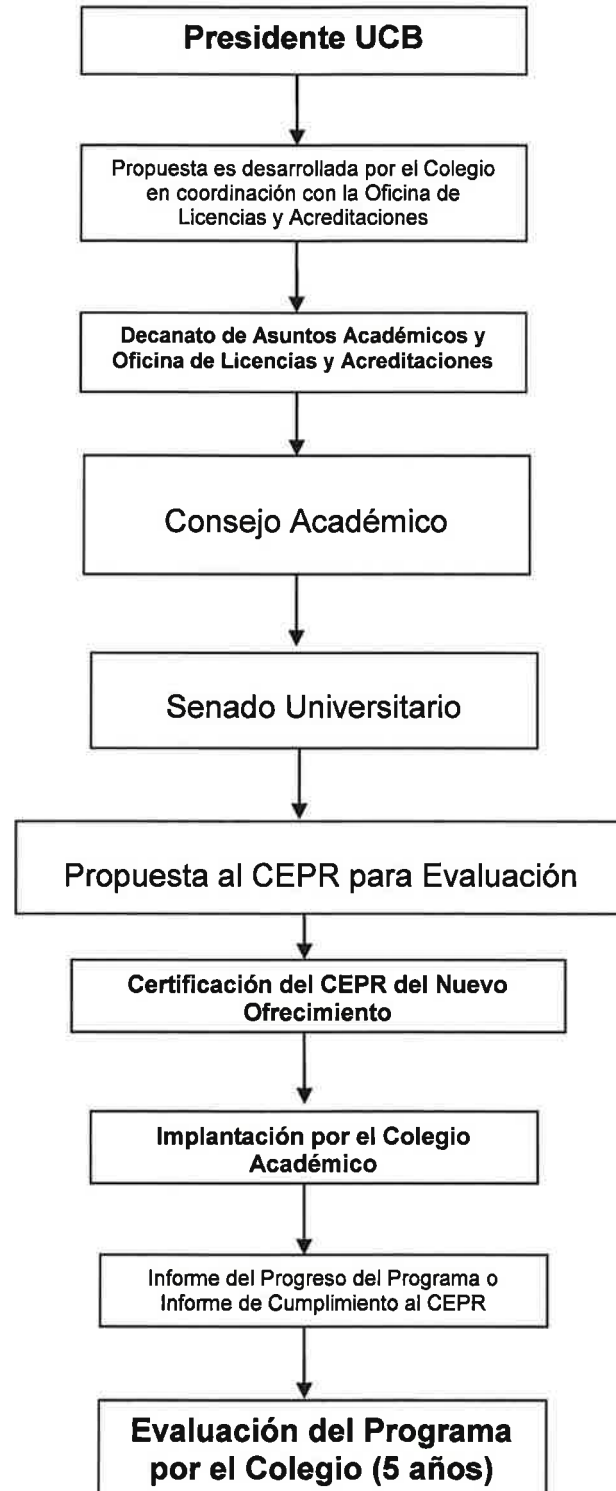 Presidente UCB
Propuesta es desarrollada por el Colegio
en coordinación con la Oficina de
Licencias y Acreditaciones
Decanato de Asuntos Académicos y
Oficina de Licencias y Acreditaciones
Consejo Académico
Senado Universitario
Propuesta al CEPR para Evaluación
Certificación del CEPR del Nuevo
Ofrecimiento
Implantación por el Colegio
Académico
Informe del Progreso del Programa o
Informe de Cumplimiento al CEPR
Evaluación del Programa
por el Colegio (5 años)